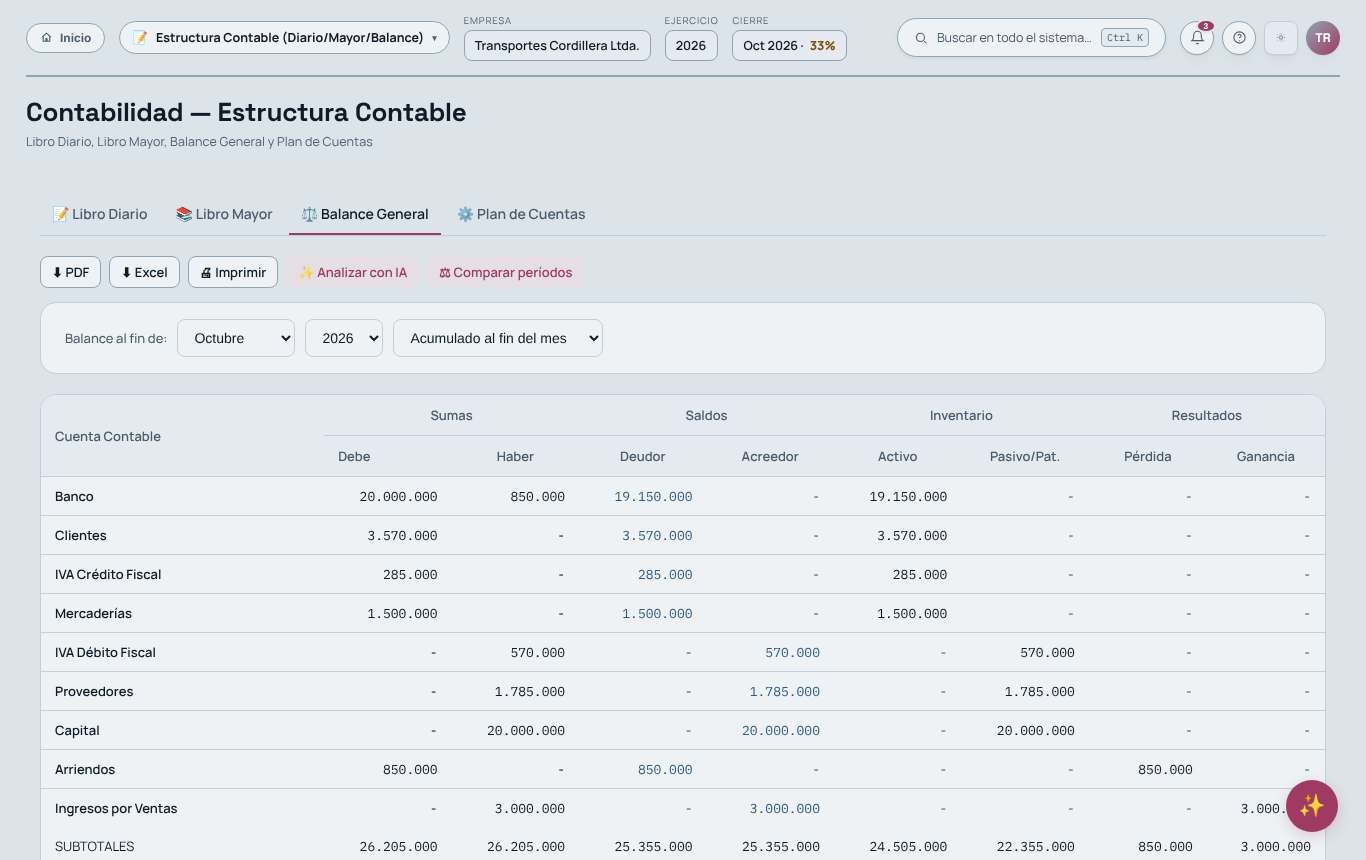 Inicio
Estructura Contable (Diario/Mayor/Balance)
EMPRESA
Transportes Cordillera Ltda.
EJERCICIO
2026
CIERRE
Oct 2026 · 33%
Buscar en todo el sistema... Ctrl K
3
TR
Contabilidad — Estructura Contable
Libro Diario, Libro Mayor, Balance General y Plan de Cuentas
Libro Diario Libro Mayor Balance General Plan de Cuentas
PDF Excel Imprimir Analizar con IA Comparar períodos
Balance al fin de: Octubre 2026 Acumulado al fin del mes
Cuenta Contable Sumas Saldos Inventario Resultados
Debe Haber Deudor Acreedor Activo Pasivo/Pat. Pérdida Ganancia
Banco 20.000.000 850.000 19.150.000 - 19.150.000 - - -
Clientes 3.570.000 - 3.570.000 - 3.570.000 - - -
IVA Crédito Fiscal 285.000 - 285.000 - 285.000 - - -
Mercaderías 1.500.000 - 1.500.000 - 1.500.000 - - -
IVA Débito Fiscal - 570.000 - 570.000 - 570.000 - -
Proveedores - 1.785.000 - 1.785.000 - 1.785.000 - -
Capital - 20.000.000 - 20.000.000 - 20.000.000 - -
Arriendos 850.000 - 850.000 - - - 850.000 -
Ingresos por Ventas - 3.000.000 - 3.000.000 - - - 3.000.
SUBTOTALES 26.205.000 26.205.000 25.355.000 25.355.000 24.505.000 22.355.000 850.000 3.000.000